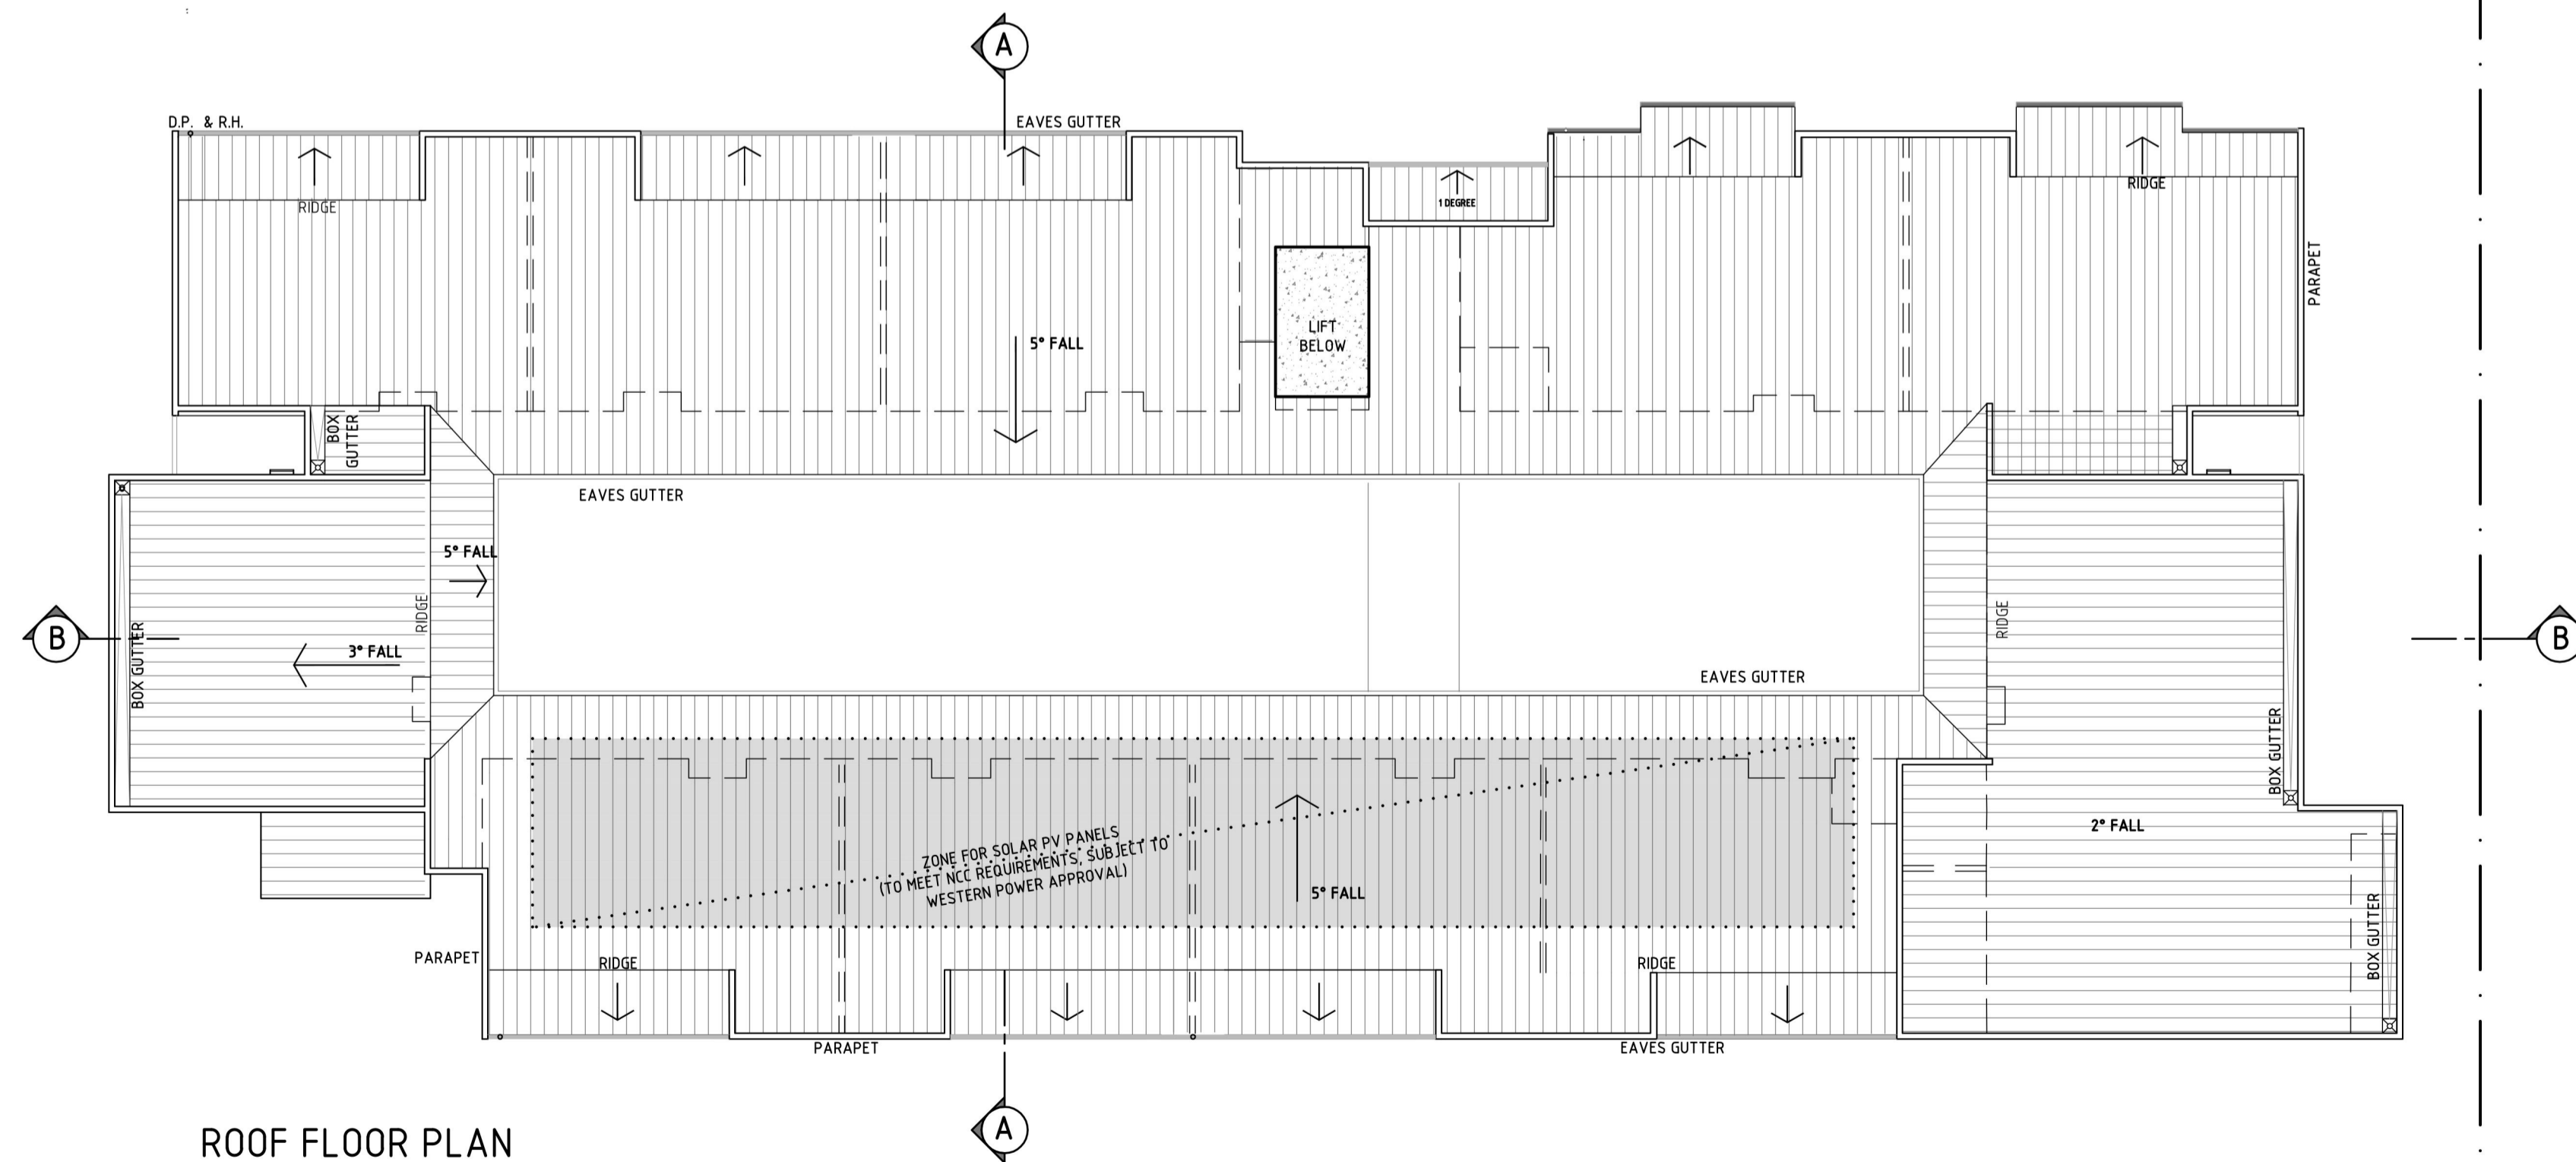 A
D.P. & R.H.
EAVES GUTTER
RIDGE
1 DEGREE
RIDGE
PARAPET
LIFT
BELOW
5° FALL
BOX
GUTTER
EAVES GUTTER
5° FALL
RIDGE
RIDGE
B
B
BOX GUTTER
3° FALL
EAVES GUTTER
BOX GUTTER
2° FALL
ZONE FOR SOLAR PV PANELS
(TO MEET NCC REQUIREMENTS, SUBJECT TO
WESTERN POWER APPROVAL)
5° FALL
BOX GUTTER
PARAPET
RIDGE
RIDGE
PARAPET
EAVES GUTTER
A
ROOF FLOOR PLAN